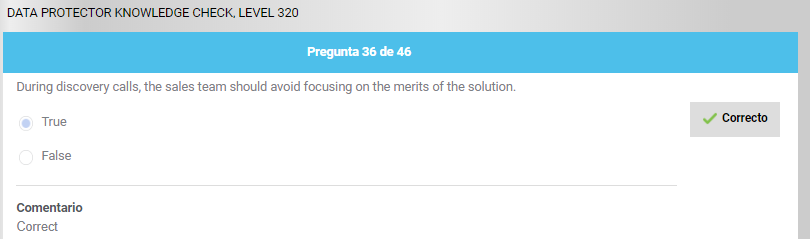 DATA PROTECTOR KNOWLEDGE CHECK, LEVEL 320
Pregunta 36 de 46
During discovery calls, the sales team should avoid focusing on the merits of the solution.
True
Correcto
False
Comentario
Correct